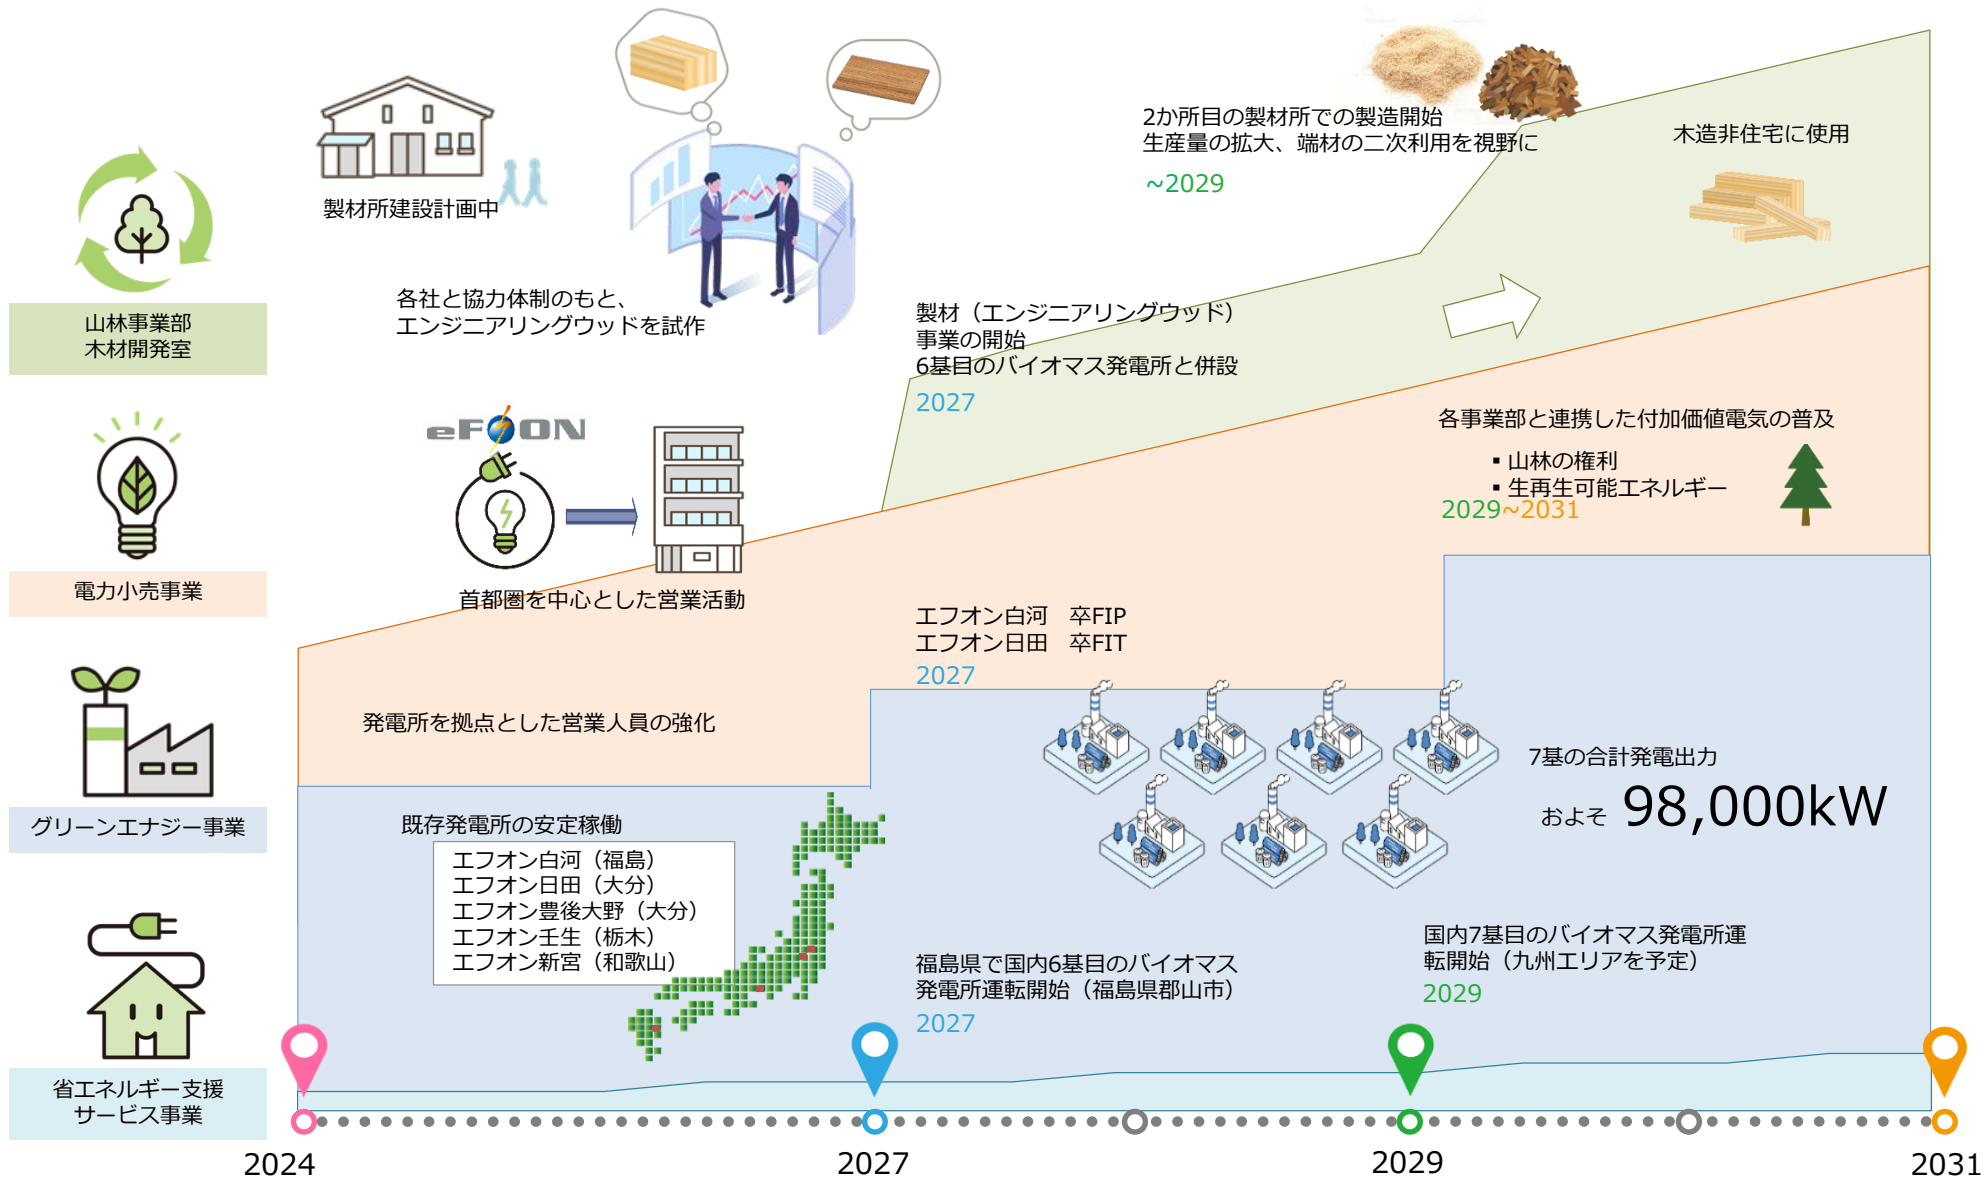 2か所目の製材所での製造開始
生産量の拡大、端材の二次利用を視野に
~2029
木造非住宅に使用
製材所建設計画中
各社と協力体制のもと、
エンジニアリングウッドを試作
製材（エンジニアリングウッド）
事業の開始
6基目のバイオマス発電所と併設
2027
山林事業部
木材開発室
eFOON
各事業部と連携した付加価値電気の普及
▪ 山林の権利
▪ 生再生可能エネルギー
2029~2031
電力小売事業
首都圏を中心とした営業活動
エフオン白河　卒FIP
エフオン日田　卒FIT
2027
発電所を拠点とした営業人員の強化
7基の合計発電出力
およそ 98,000kW
グリーンエナジー事業
既存発電所の安定稼働
エフオン白河（福島）
エフオン日田（大分）
エフオン豊後大野（大分）
エフオン壬生（栃木）
エフオン新宮（和歌山）
福島県で国内6基目のバイオマス
発電所運転開始（福島県郡山市）
2027
国内7基目のバイオマス発電所運
転開始（九州エリアを予定）
2029
省エネルギー支援
サービス事業
2024
2027
2029
2031